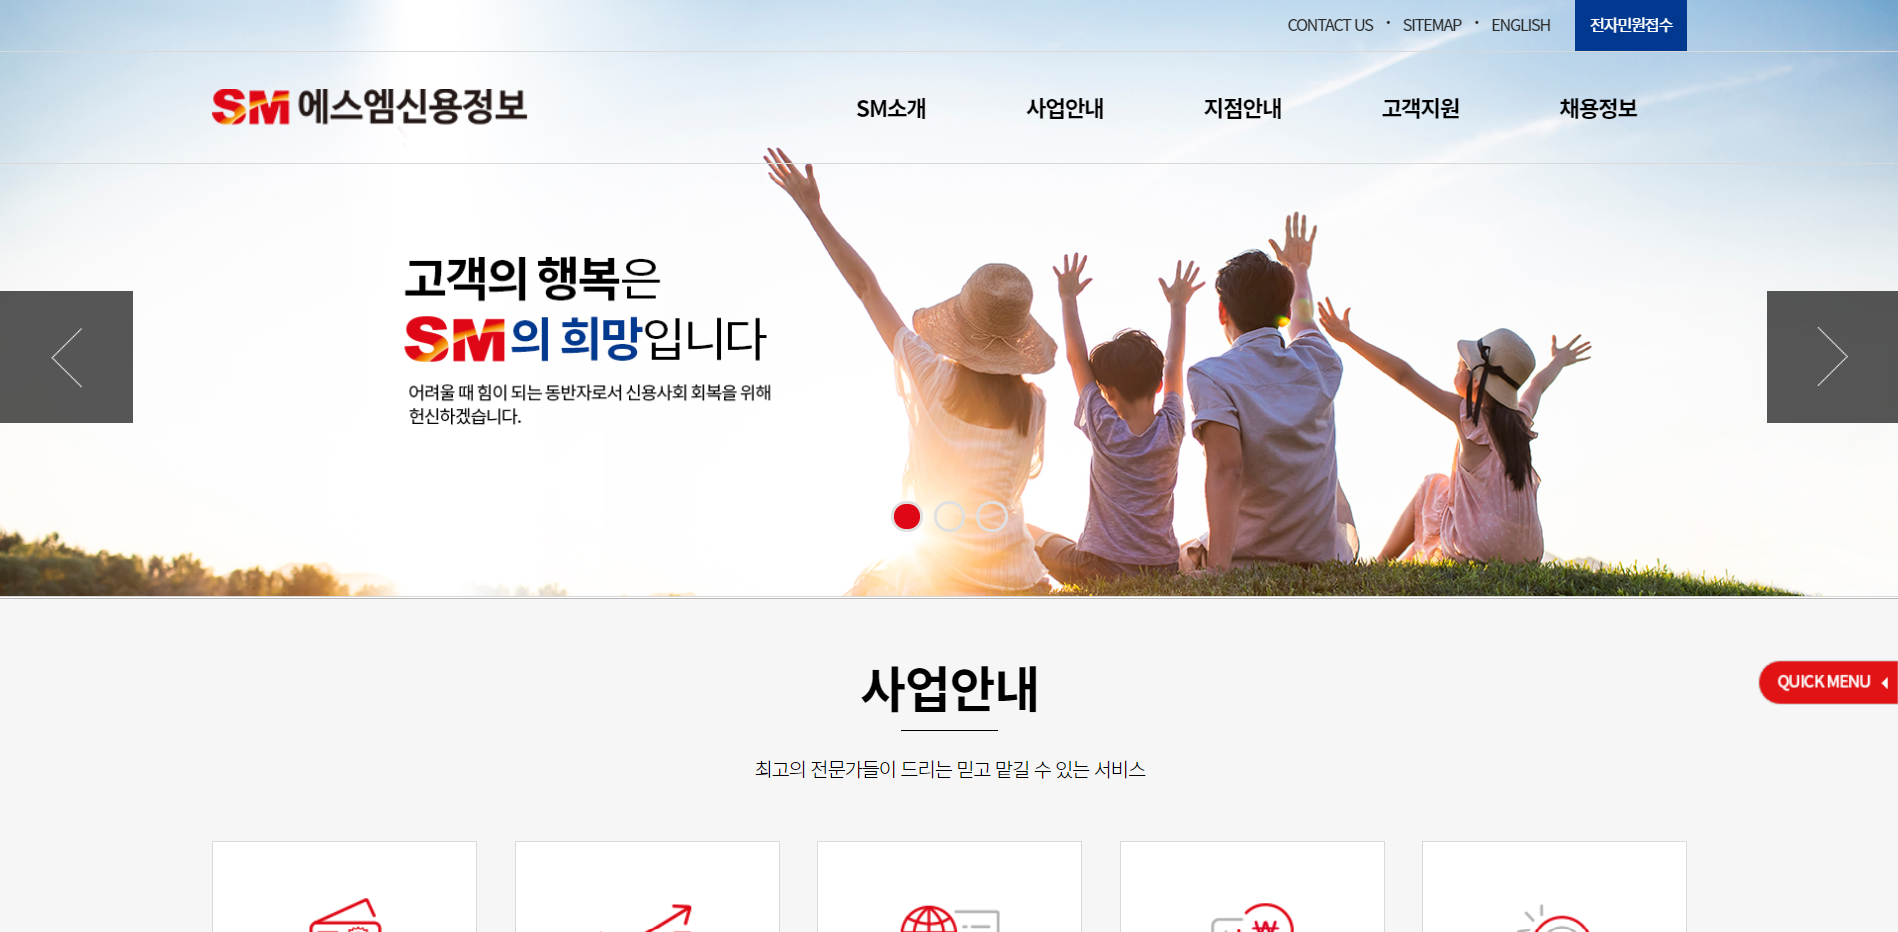 CONTACT US · SITEMAP · ENGLISH 전자민원접수
SM 에스엠신용정보
SM소개 사업안내 지점안내 고객지원 채용정보
고객의 행복은
SM의 희망입니다
어려울 때 힘이 되는 동반자로서 신용사회 회복을 위해
헌신하겠습니다.
QUICK MENU
사업안내
최고의 전문가들이 드리는 믿고 맡길 수 있는 서비스
₩